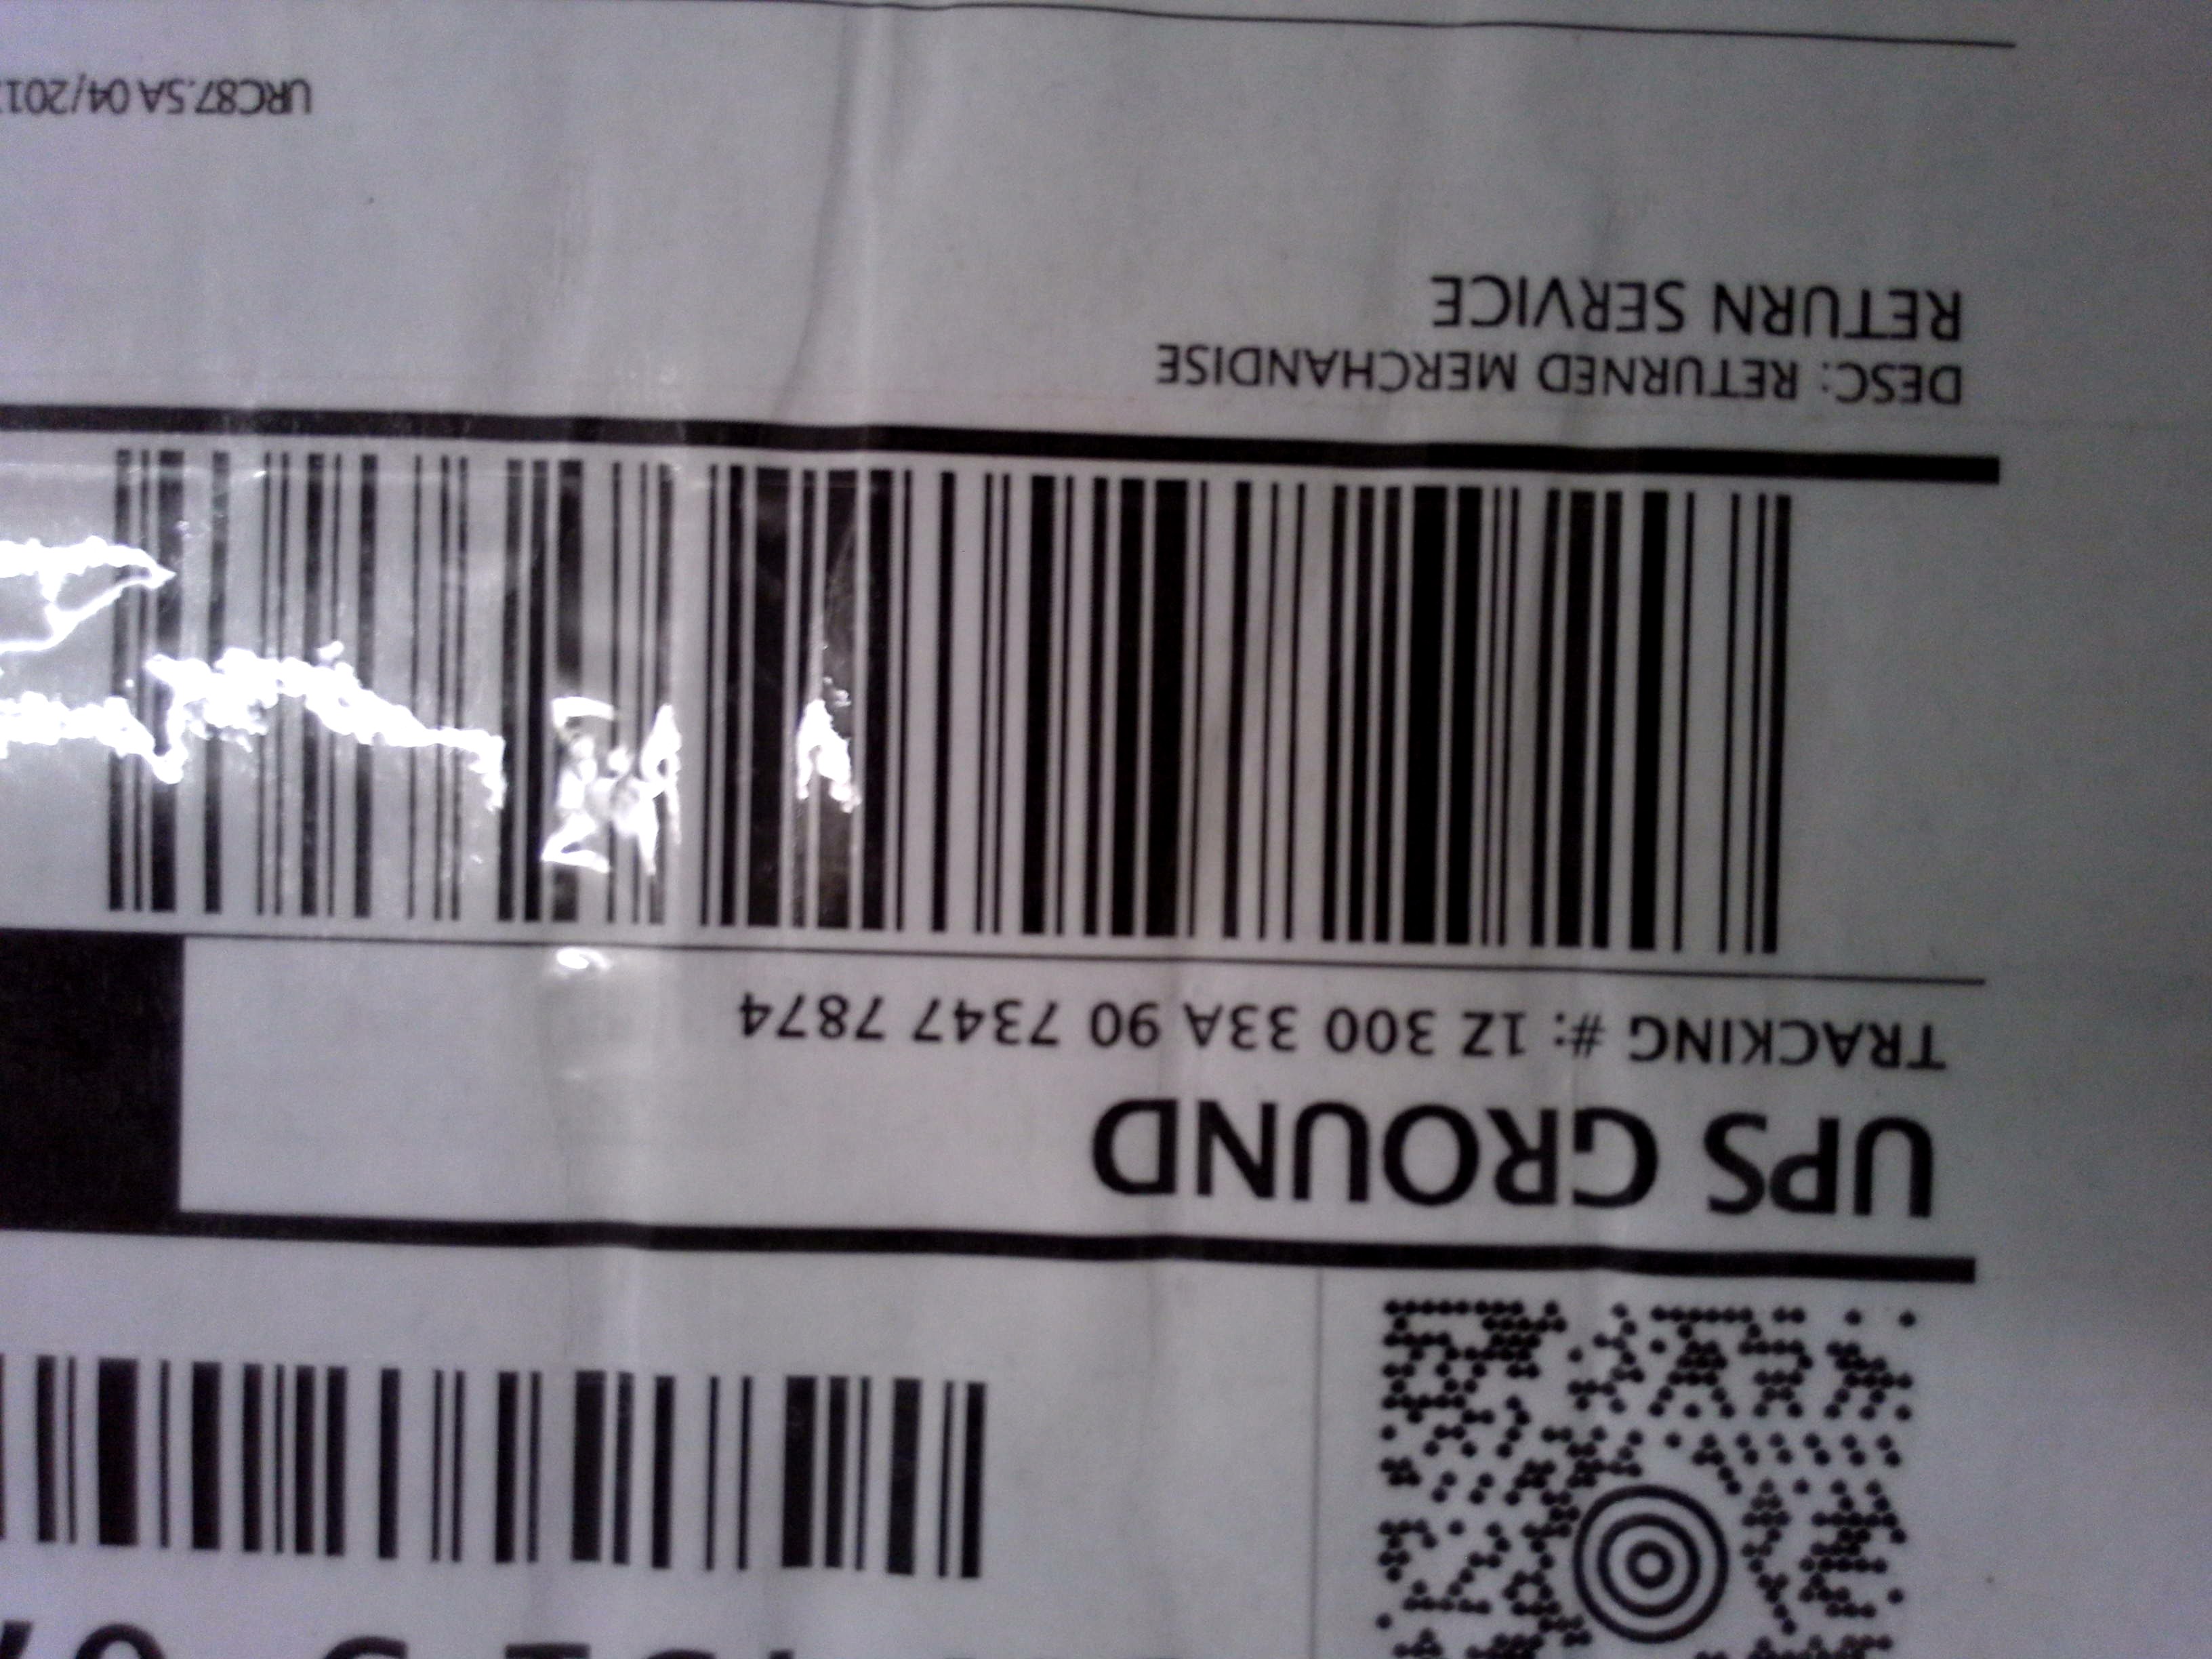 UPS GROUND
TRACKING #: 1Z 300 33A 90 7347 7874
DESC: RETURNED MERCHANDISE
RETURN SERVICE
URC87.5A 04/201